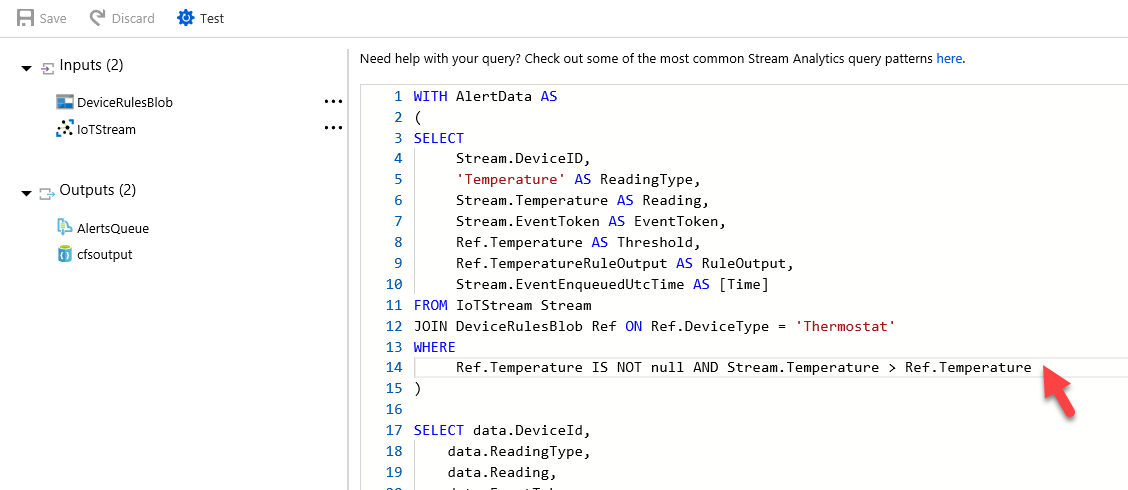 Save Discard Test
Need help with your query? Check out some of the most common Stream Analytics query patterns here.
Inputs (2)
DeviceRulesBlob ...
IoTStream ...
Outputs (2)
AlertsQueue
cfsoutput
1 WITH AlertData AS
2 (
3 SELECT
4 Stream.DeviceID,
5 'Temperature' AS ReadingType,
6 Stream.Temperature AS Reading,
7 Stream.EventToken AS EventToken,
8 Ref.Temperature AS Threshold,
9 Ref.TemperatureRuleOutput AS RuleOutput,
10 Stream.EventEnqueuedUtcTime AS [Time]
11 FROM IoTStream Stream
12 JOIN DeviceRulesBlob Ref ON Ref.DeviceType = 'Thermostat'
13 WHERE
14 Ref.Temperature IS NOT null AND Stream.Temperature > Ref.Temperature
15 )
16
17 SELECT data.DeviceId,
18 data.ReadingType,
19 data.Reading,